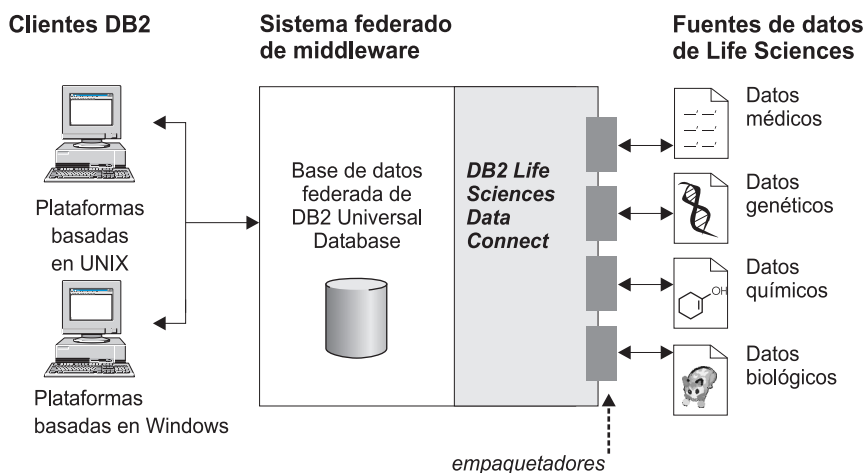 Clientes DB2
Sistema federado
de middleware
Fuentes de datos
de Life Sciences
Plataformas
basadas
en UNIX
Plataformas
basadas en Windows
Base de datos
federada de
DB2 Universal
Database
DB2 Life
Sciences
Data
Connect
Datos
médicos
Datos
genéticos
OH
Datos
químicos
Datos
biológicos
empaquetadores